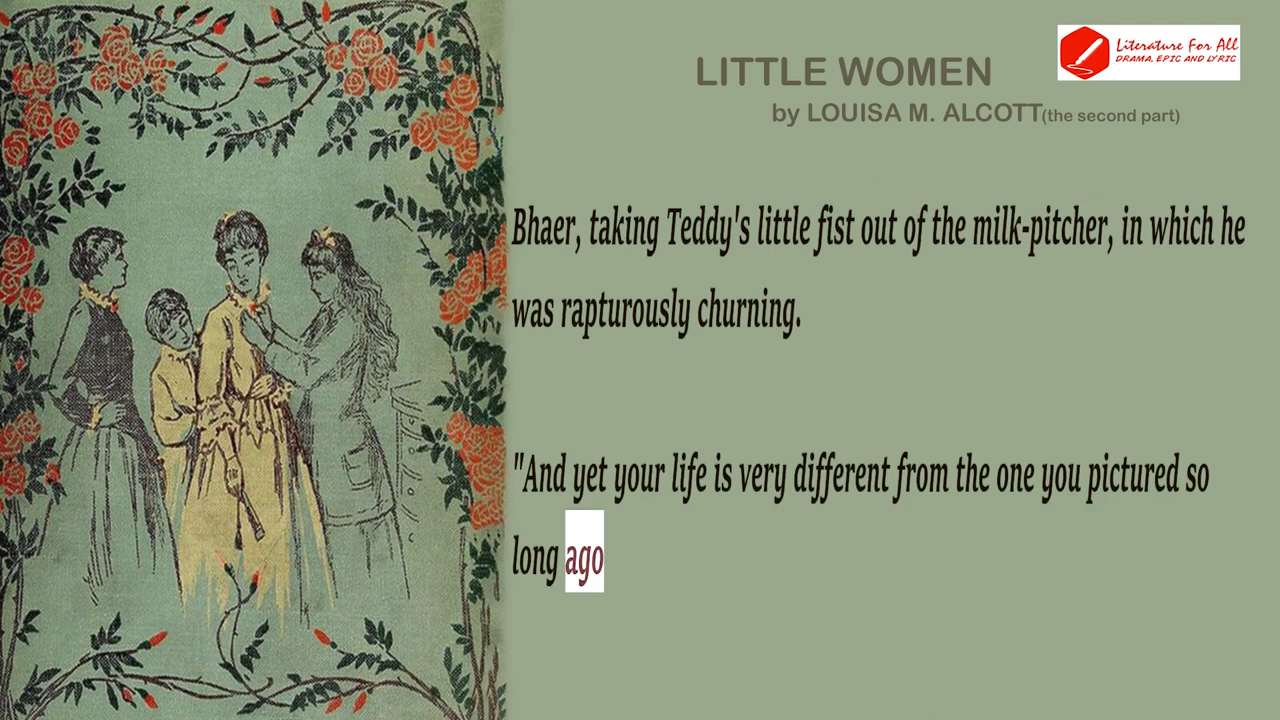 LITTLE WOMEN
by LOUISA M. ALCOTT(the second part)
Literature For All
DRAMA, EPIC AND LYRIC
Bhaer, taking Teddy's little fist out of the milk-pitcher, in which he
was rapturously churning.
"And yet your life is very different from the one you pictured so
long ago